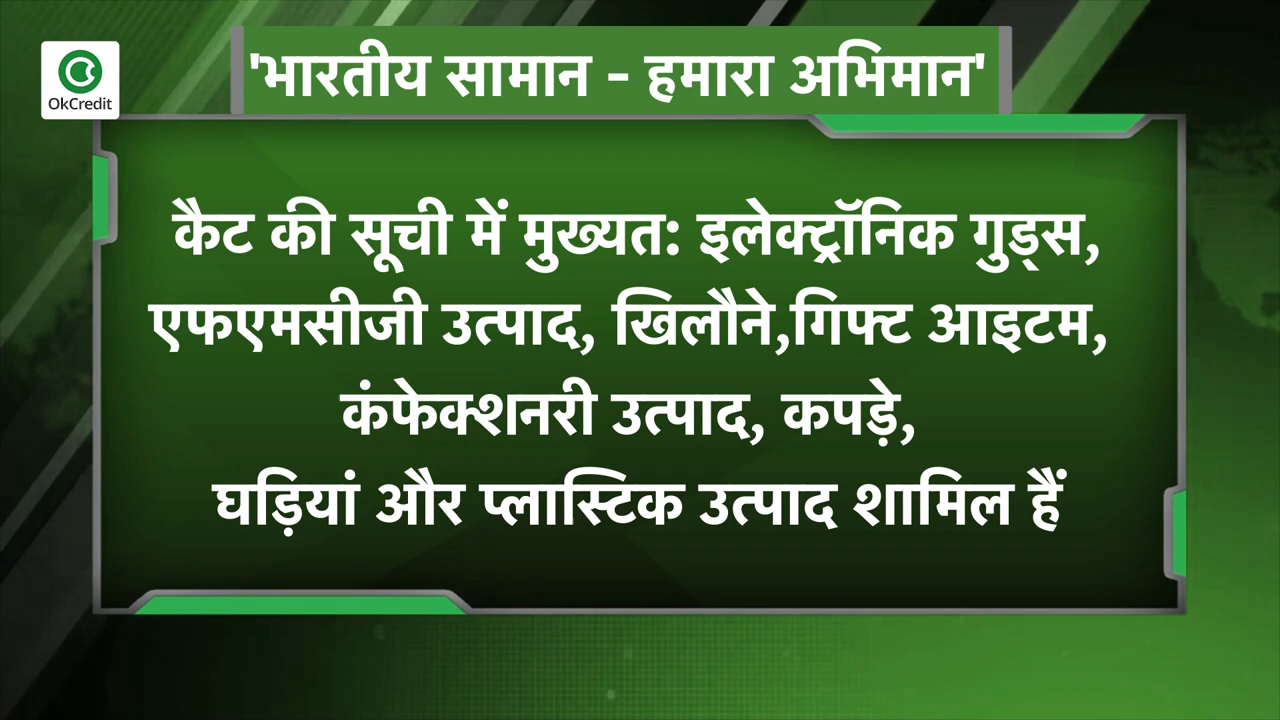 OkCredit
'भारतीय सामान - हमारा अभिमान'
कैट की सूची में मुख्यत: इलेक्ट्रॉनिक गुड्स,
एफएमसीजी उत्पाद, खिलौने,गिफ्ट आइटम,
कंफेक्शनरी उत्पाद, कपड़े,
घड़ियां और प्लास्टिक उत्पाद शामिल हैं